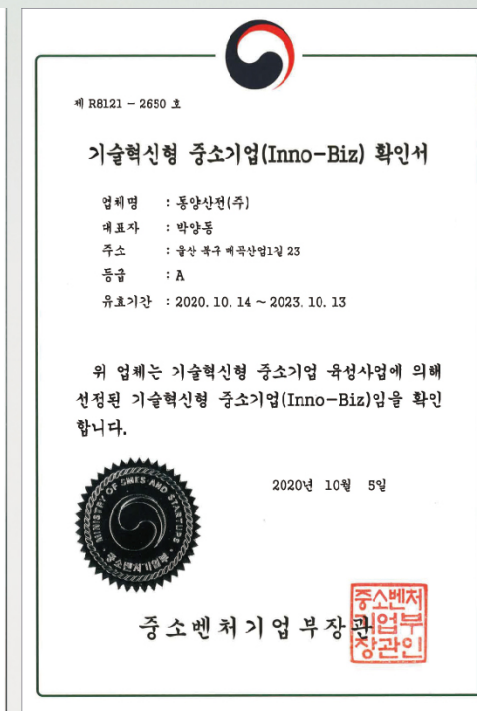 제 R8121 - 2650 호
기술혁신형 중소기업(Inno-Biz) 확인서
업체명 : 동양산전(주)
대표자 : 박양동
주소 : 울산 북구 매곡산업1길 23
등급 : A
유효기간 : 2020. 10. 14 ~ 2023. 10. 13
위 업체는 기술혁신형 중소기업 육성사업에 의해
선정된 기술혁신형 중소기업(Inno-Biz)임을 확인
합니다.
2020년 10월 5일
MINISTRY OF SMES AND STARTUPS
중소벤처기업부
중소벤처기업부장관
중소벤처
기업부
장관인